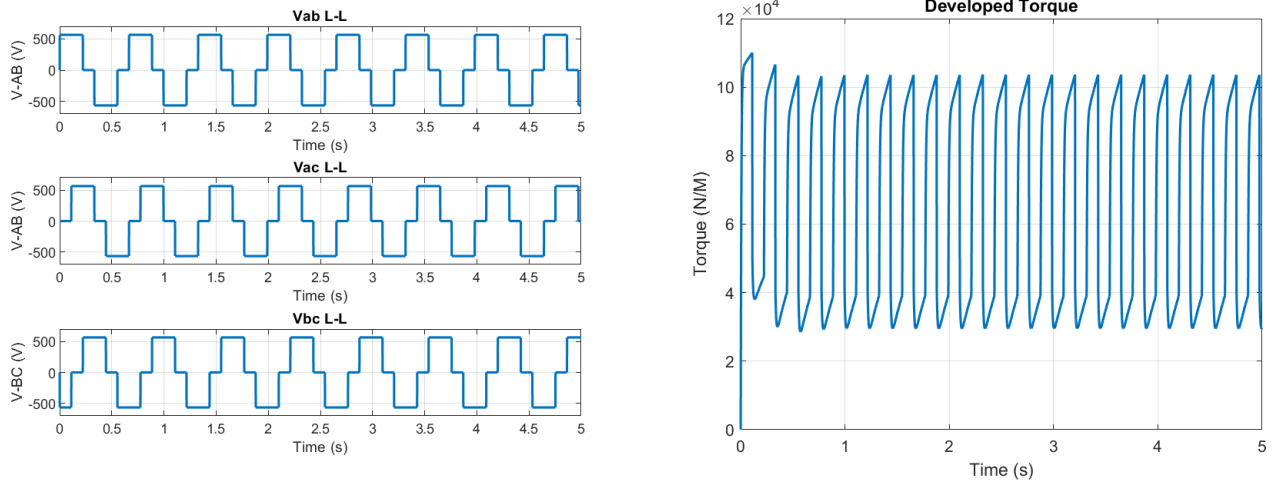 Vab L-L
V-AB (V)
500
0
-500
0 0.5 1 1.5 2 2.5 3 3.5 4 4.5 5
Time (s)
Vac L-L
V-AB (V)
500
0
-500
0 0.5 1 1.5 2 2.5 3 3.5 4 4.5 5
Time (s)
Vbc L-L
V-BC (V)
500
0
-500
0 0.5 1 1.5 2 2.5 3 3.5 4 4.5 5
Time (s)
Developed Torque
×10⁴
Torque (N/M)
12
10
8
6
4
2
0
0 1 2 3 4 5
Time (s)